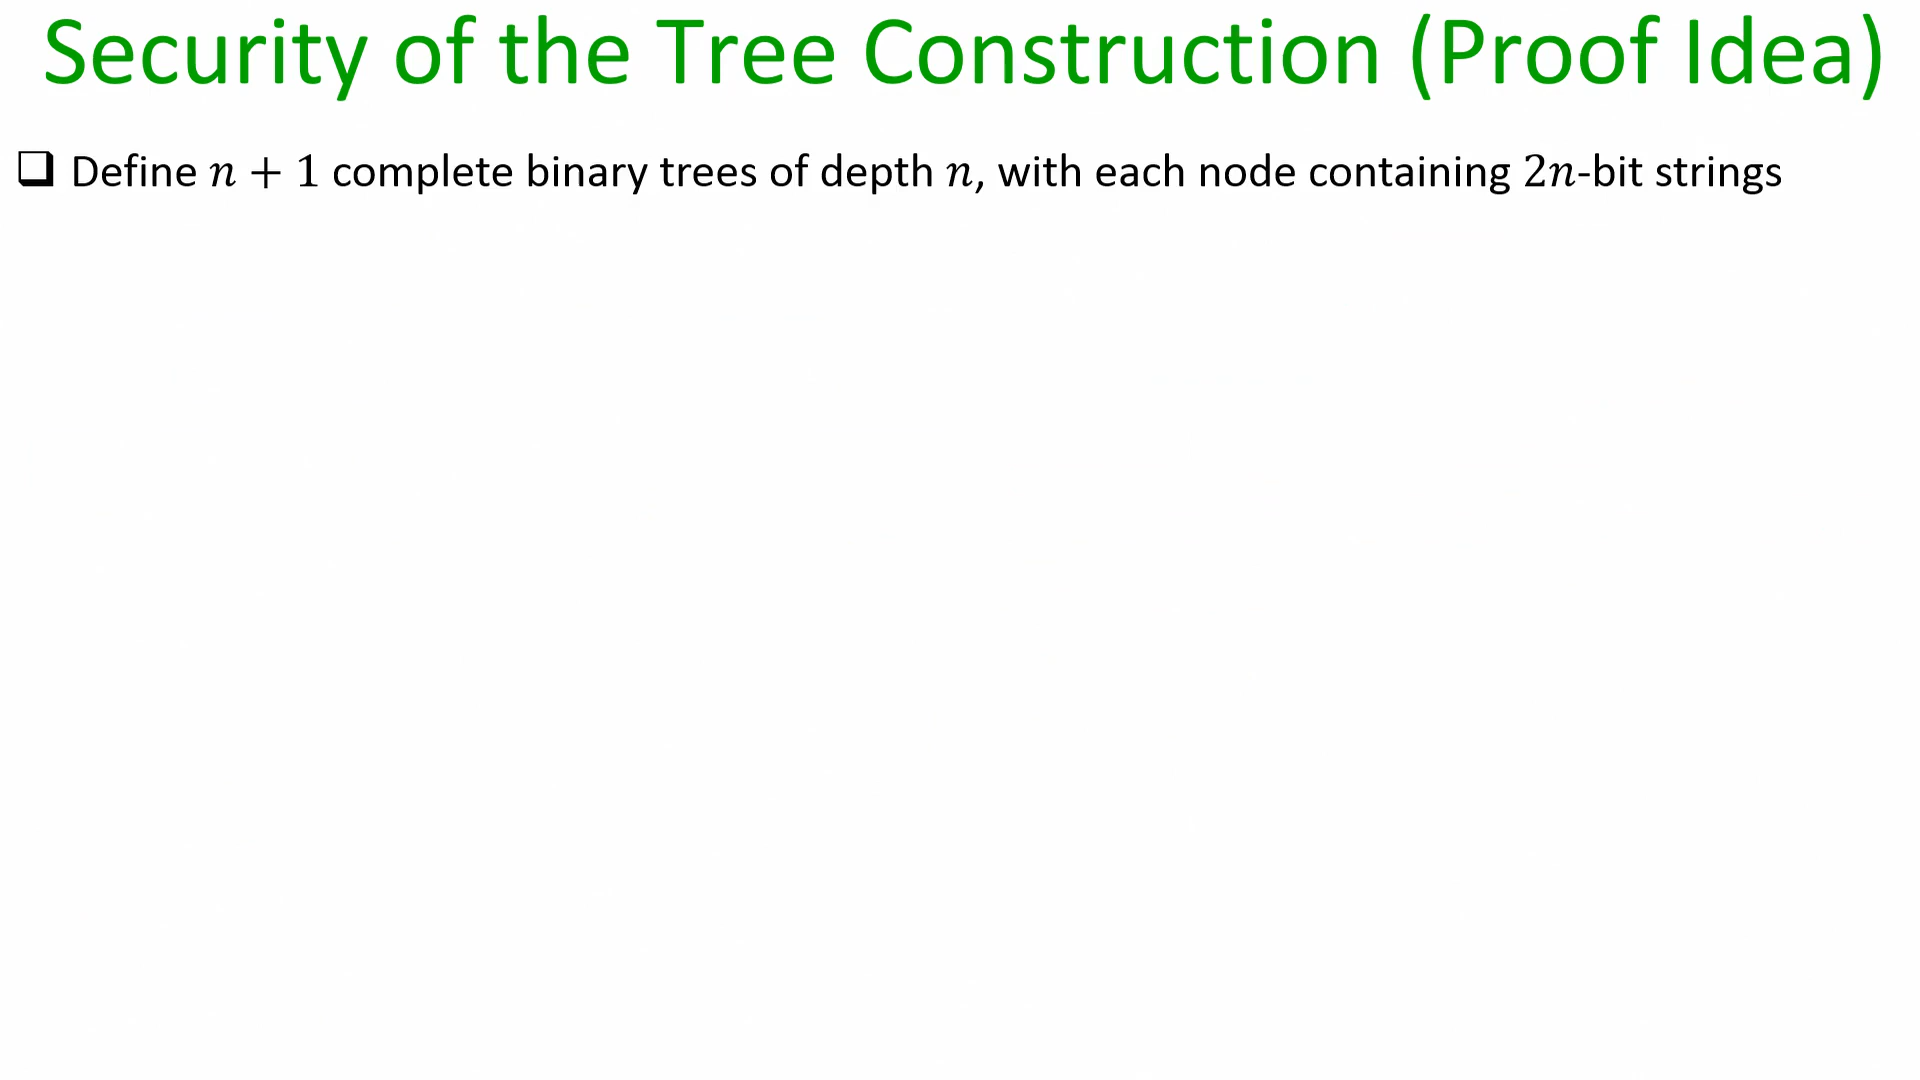 Security of the Tree Construction (Proof Idea)
❑ Define n + 1 complete binary trees of depth n, with each node containing 2n-bit strings